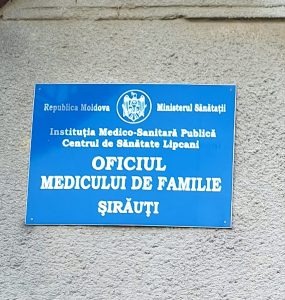 Republica Moldova Ministerul Sănătății
Instituția Medico-Sanitară Publică
Centrul de Sănătate Lipcani
OFICIUL
MEDICULUI DE FAMILIE
ȘIRĂUȚI